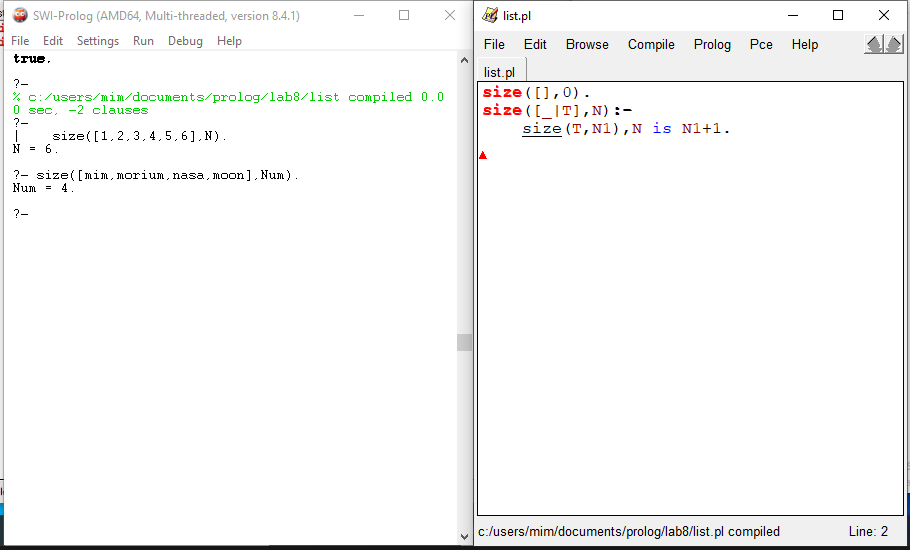 SWI-Prolog (AMD64, Multi-threaded, version 8.4.1)
File Edit Settings Run Debug Help
true.
?-
% c:/users/mim/documents/prolog/lab8/list compiled 0.0
0 sec, -2 clauses
?-
|    size([1,2,3,4,5,6],N).
N = 6.
?- size([mim,morium,nasa,moon],Num).
Num = 4.
?-
list.pl
File Edit Browse Compile Prolog Pce Help
list.pl
size([],0).
size([_|T],N):-
    size(T,N1),N is N1+1.
c:/users/mim/documents/prolog/lab8/list.pl compiled Line: 2